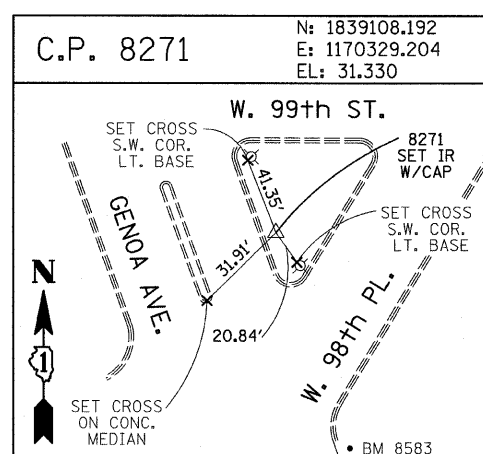 C.P. 8271
N: 1839108.192
E: 1170329.204
EL: 31.330
W. 99th ST.
SET CROSS
S.W. COR.
LT. BASE
8271
SET IR
W/CAP
41.35'
SET CROSS
S.W. COR.
LT. BASE
GENOA AVE.
31.91'
N
1
20.84'
W. 98th PL.
SET CROSS
ON CONC.
MEDIAN
BM 8583